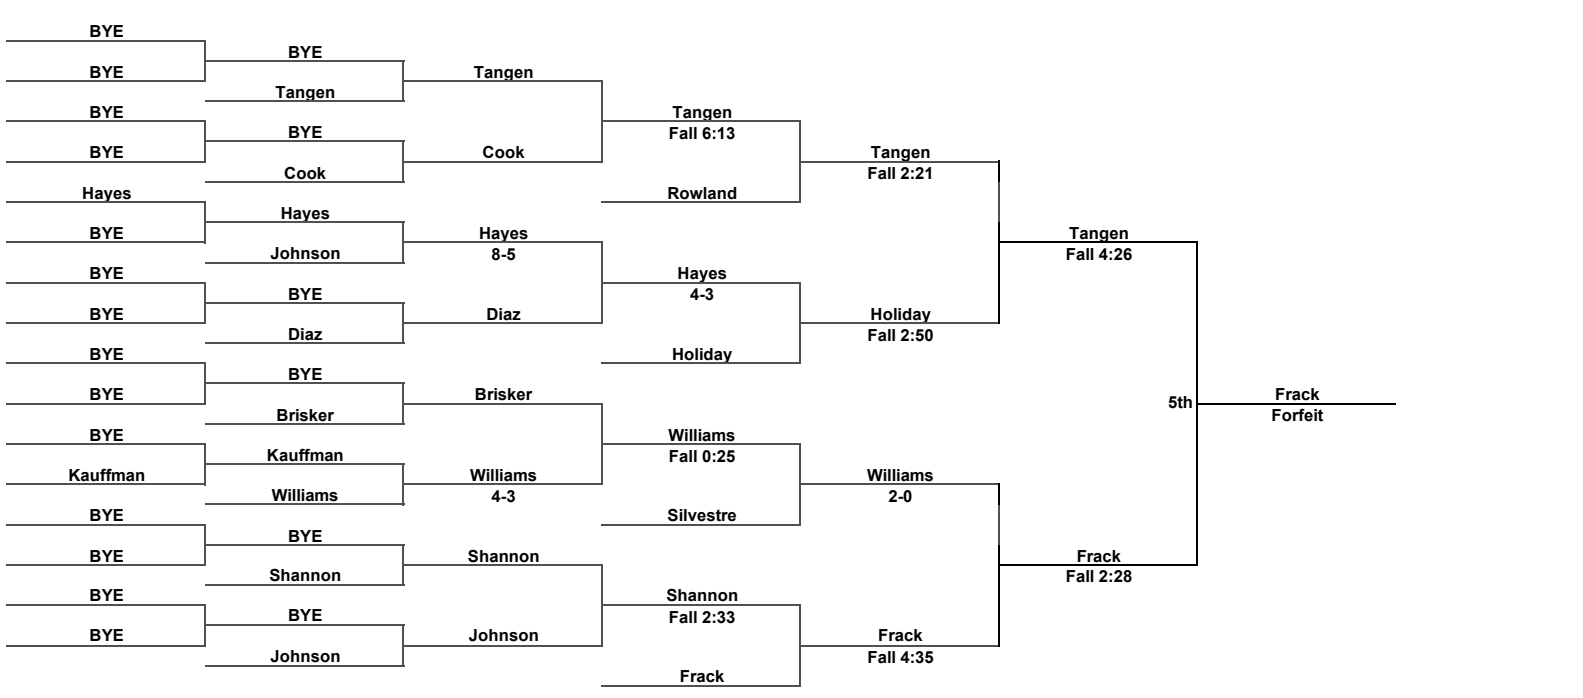 BYE
BYE
BYE
BYE
Hayes
BYE
BYE
BYE
BYE
BYE
BYE
Kauffman
BYE
BYE
BYE
BYE
BYE
Tangen
BYE
Cook
Hayes
Johnson
BYE
Diaz
BYE
Brisker
Kauffman
Williams
BYE
Shannon
BYE
Johnson
Tangen
Cook
Hayes
8-5
Diaz
Brisker
Williams
4-3
Shannon
Johnson
Tangen
Fall 6:13
Rowland
Hayes
4-3
Holiday
Williams
Fall 0:25
Silvestre
Shannon
Fall 2:33
Frack
Tangen
Fall 2:21
Holiday
Fall 2:50
Williams
2-0
Frack
Fall 4:35
Tangen
Fall 4:26
Frack
Fall 2:28
5th
Frack
Forfeit